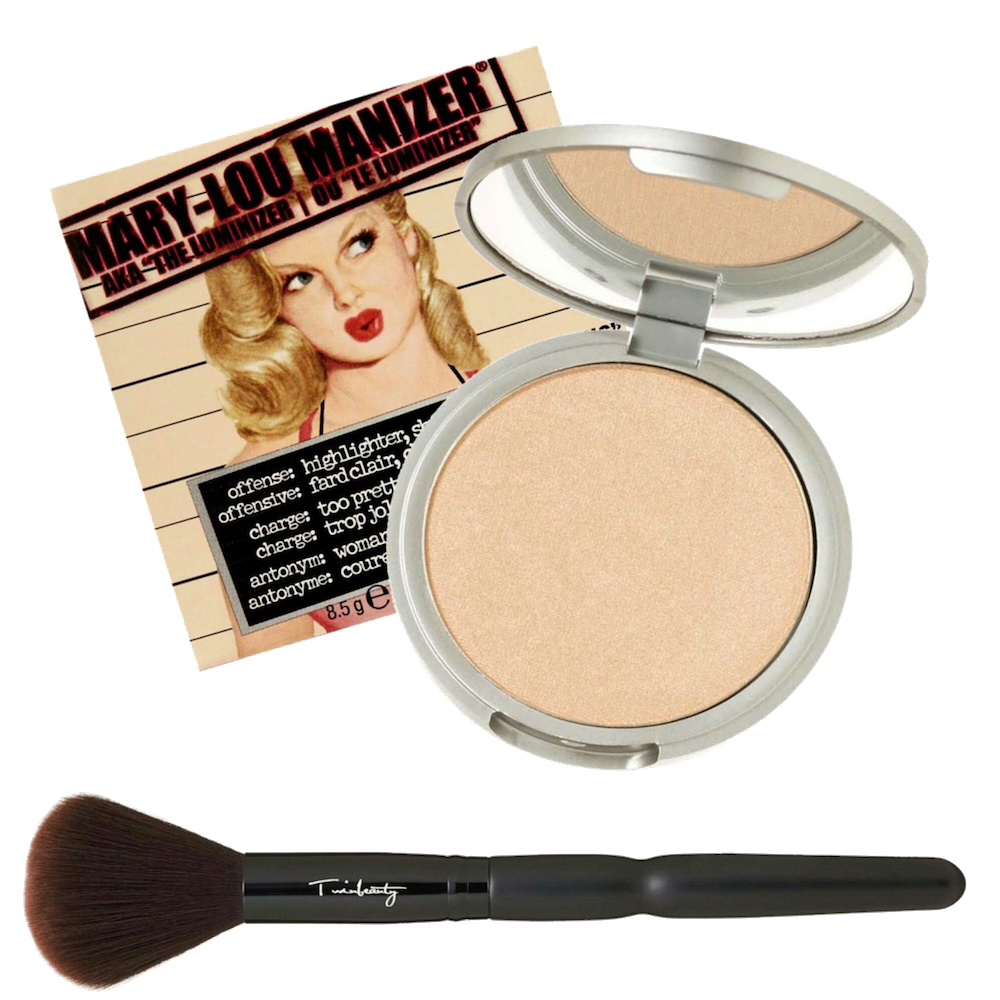 MARY-LOU MANIZER®
AKA "THE LUMINIZER | OU "LE LUMINIZER"
offense: highlighter,
offensive: fard clair,
charge: too prett
charge: trop jol
antonym: woman
antonyme: coure
8.5 g e
Twinbeauty